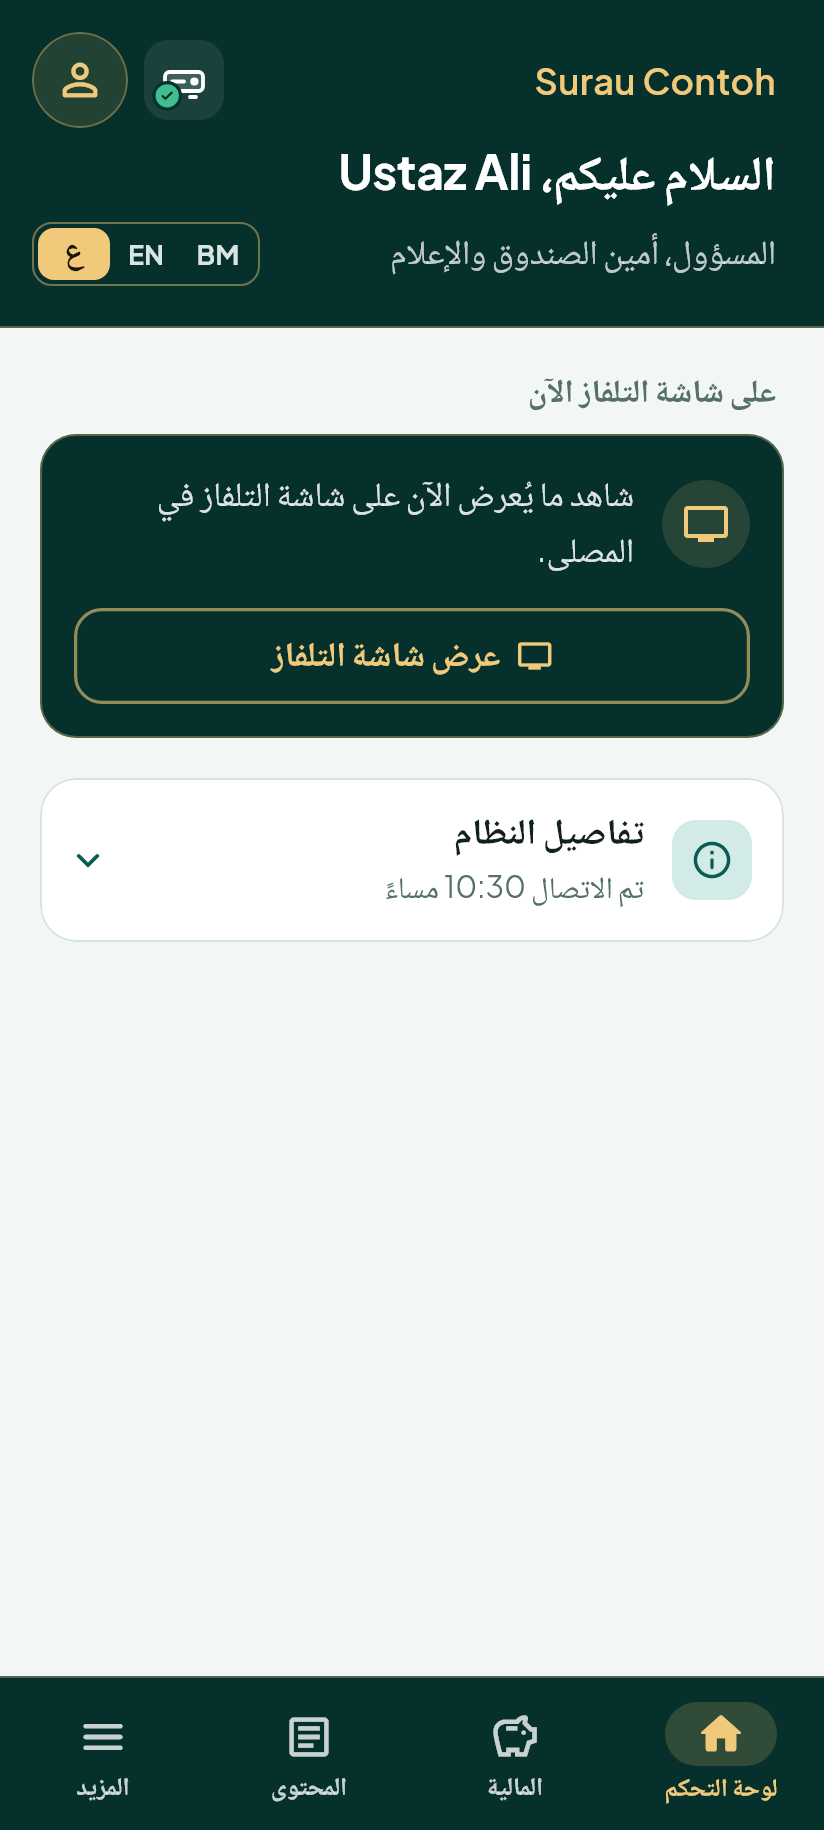 Surau Contoh
السلام عليكم، Ustaz Ali
المسؤول، أمين الصندوق والإعلام
BM
EN
ع
على شاشة التلفاز الآن
شاهد ما يُعرض الآن على شاشة التلفاز في
المصلى.
عرض شاشة التلفاز
تفاصيل النظام
تم الاتصال 10:30 مساءً
لوحة التحكم
المالية
المحتوى
المزيد